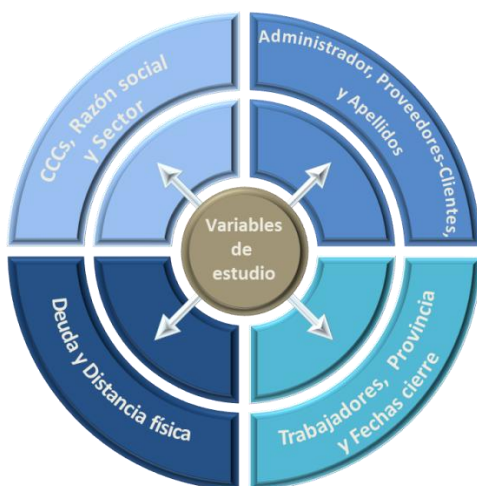 CCCs, Razón social
y Sector
Administrador, Proveedores-Clientes,
y Apellidos
Variables
de
estudio
Deuda y Distancia física
Trabajadores, Provincia
y Fechas cierre